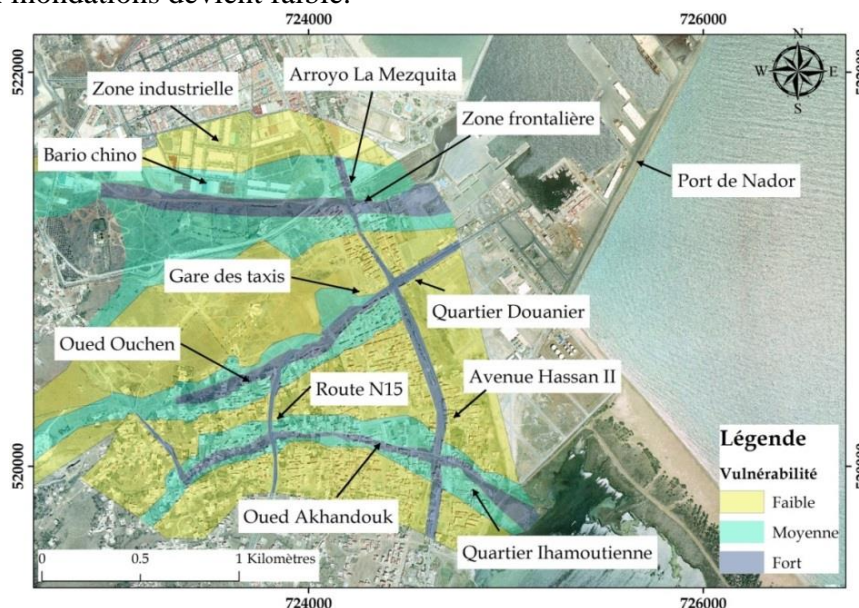 inondations devient faible.
724000
726000
522000
522000
N
W
E
S
Arroyo La Mezquita
Zone industrielle
Zone frontalière
Bario chino
Port de Nador
Gare des taxis
Quartier Douanier
Oued Ouchen
Route N15
Avenue Hassan II
Légende
Vulnérabilité
Faible
Moyenne
Fort
520000
520000
Oued Akhandouk
Quartier Ihamoutienne
0 0.5 1 Kilomètres
724000
726000